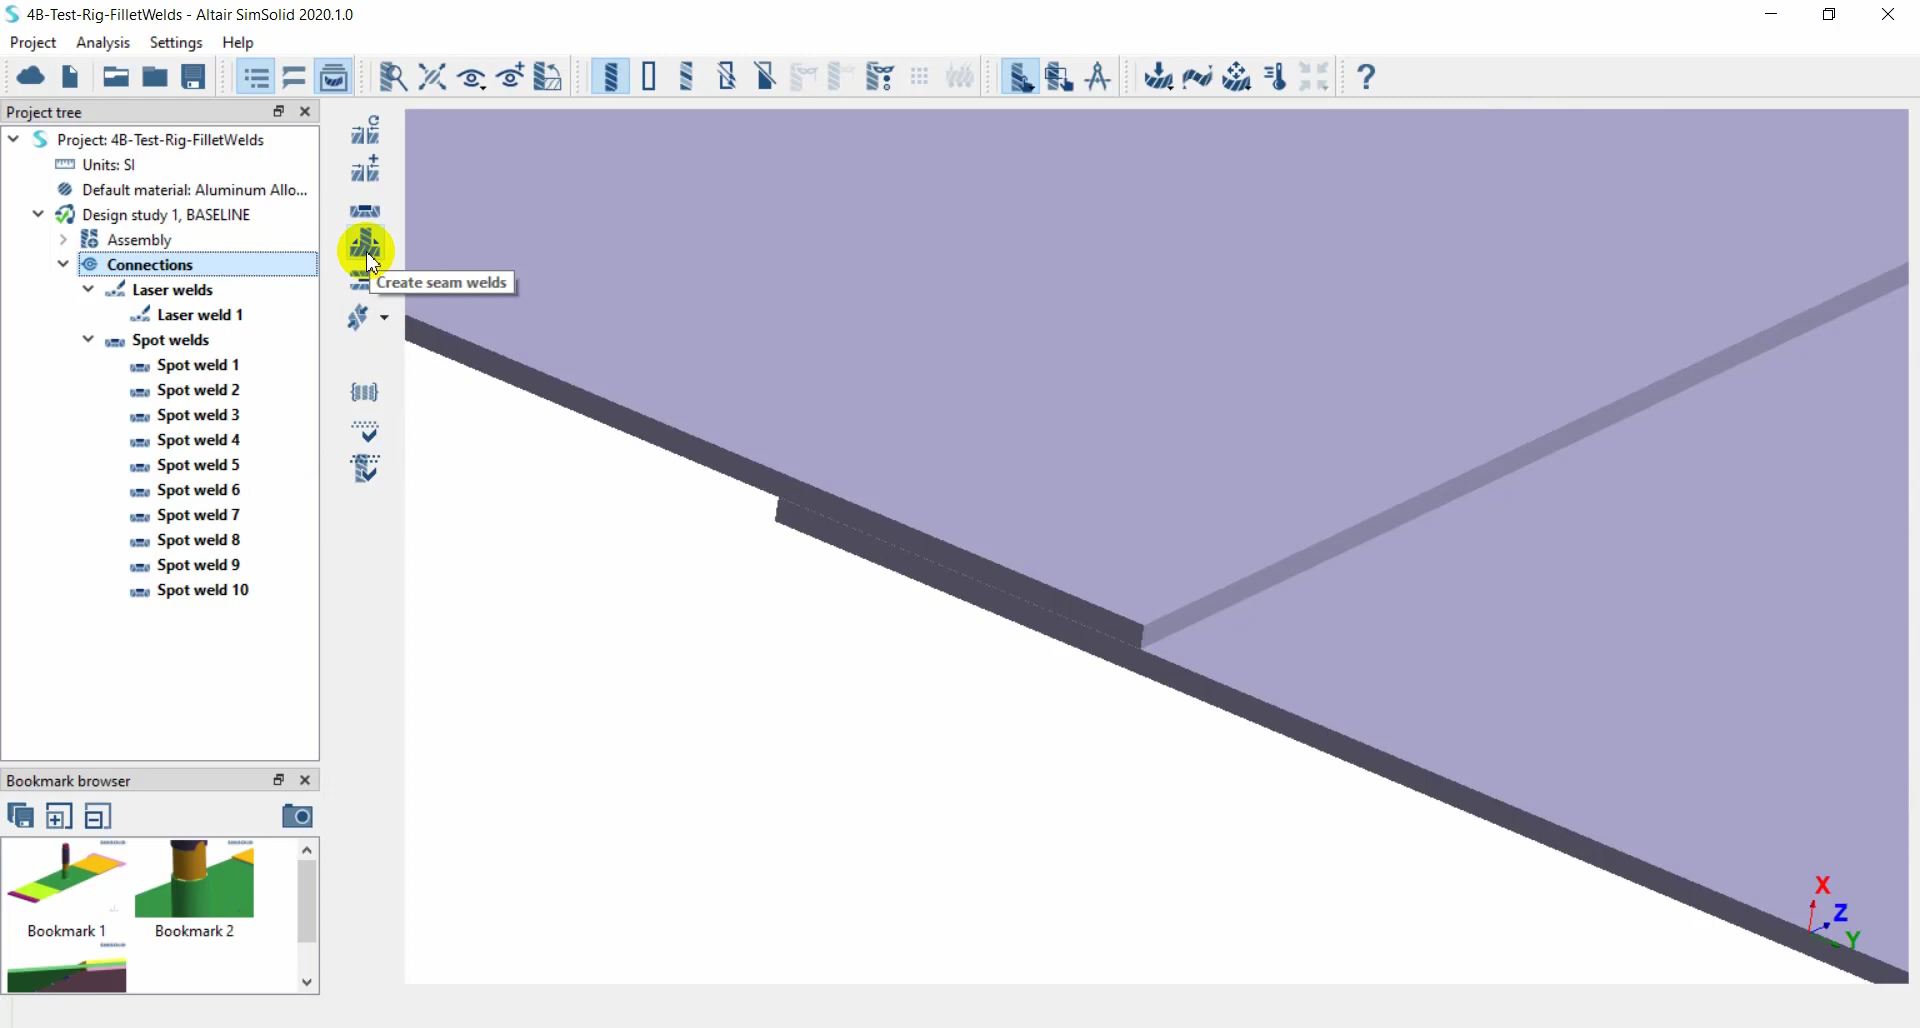 4B-Test-Rig-FilletWelds - Altair SimSolid 2020.1.0
Project Analysis Settings Help
Project tree
Project: 4B-Test-Rig-FilletWelds
Units: SI
Default material: Aluminum Allo...
Design study 1, BASELINE
Assembly
Connections
Laser welds
Laser weld 1
Spot welds
Spot weld 1
Spot weld 2
Spot weld 3
Spot weld 4
Spot weld 5
Spot weld 6
Spot weld 7
Spot weld 8
Spot weld 9
Spot weld 10
Create seam welds
Bookmark browser
Bookmark 1
Bookmark 2
X
Z
Y